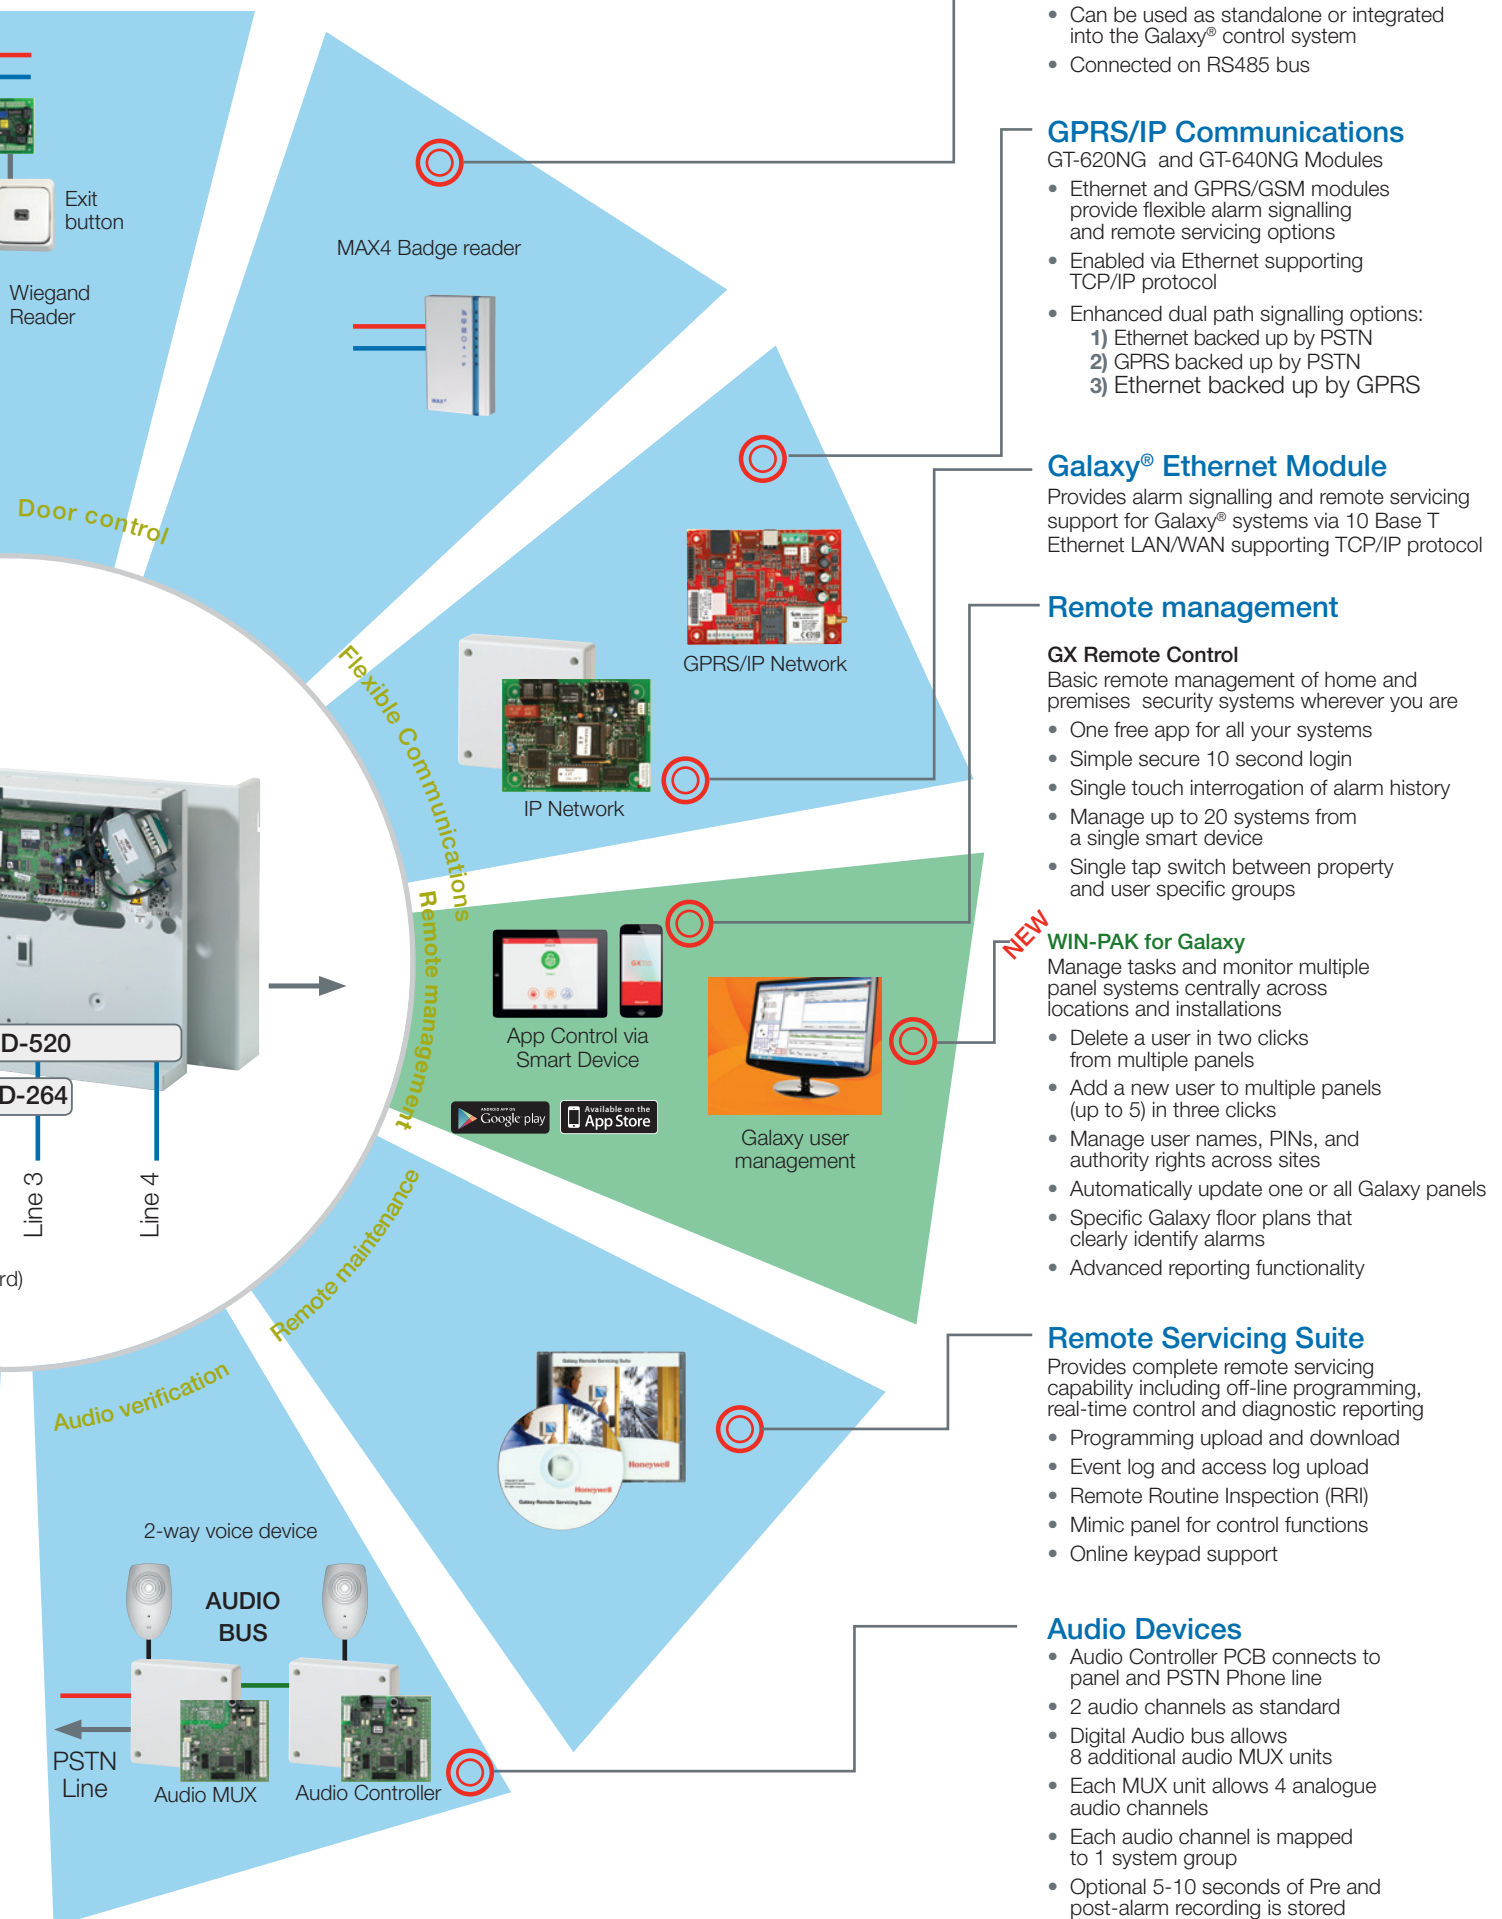 Can be used as standalone or integrated
into the Galaxy® control system
Connected on RS485 bus
GPRS/IP Communications
GT-620NG and GT-640NG Modules
Ethernet and GPRS/GSM modules
provide flexible alarm signalling
and remote servicing options
Enabled via Ethernet supporting
TCP/IP protocol
Enhanced dual path signalling options:
1) Ethernet backed up by PSTN
2) GPRS backed up by PSTN
3) Ethernet backed up by GPRS
Galaxy® Ethernet Module
Provides alarm signalling and remote servicing
support for Galaxy® systems via 10 Base T
Ethernet LAN/WAN supporting TCP/IP protocol
Remote management
GX Remote Control
Basic remote management of home and
premises security systems wherever you are
One free app for all your systems
Simple secure 10 second login
Single touch interrogation of alarm history
Manage up to 20 systems from
a single smart device
Single tap switch between property
and user specific groups
NEW
WIN-PAK for Galaxy
Manage tasks and monitor multiple
panel systems centrally across
locations and installations
Delete a user in two clicks
from multiple panels
Add a new user to multiple panels
(up to 5) in three clicks
Manage user names, PINs, and
authority rights across sites
Automatically update one or all Galaxy panels
Specific Galaxy floor plans that
clearly identify alarms
Advanced reporting functionality
Remote Servicing Suite
Provides complete remote servicing
capability including off-line programming,
real-time control and diagnostic reporting
Programming upload and download
Event log and access log upload
Remote Routine Inspection (RRI)
Mimic panel for control functions
Online keypad support
Audio Devices
Audio Controller PCB connects to
panel and PSTN Phone line
2 audio channels as standard
Digital Audio bus allows
8 additional audio MUX units
Each MUX unit allows 4 analogue
audio channels
Each audio channel is mapped
to 1 system group
Optional 5-10 seconds of Pre and
post-alarm recording is stored
Exit
button
Wiegand
Reader
Door control
MAX4 Badge reader
Flexible Communications
GPRS/IP Network
IP Network
Remote management
App Control via
Smart Device
ANDROID APP ON
Google play
Available on the
App Store
Galaxy user
management
D-520
D-264
Line 3
Line 4
rd)
Remote maintenance
Galaxy Remote Servicing Suite
Honeywell
Honeywell
Galaxy Remote Servicing Suite
Audio verification
2-way voice device
AUDIO
BUS
PSTN
Line
Audio MUX
Audio Controller